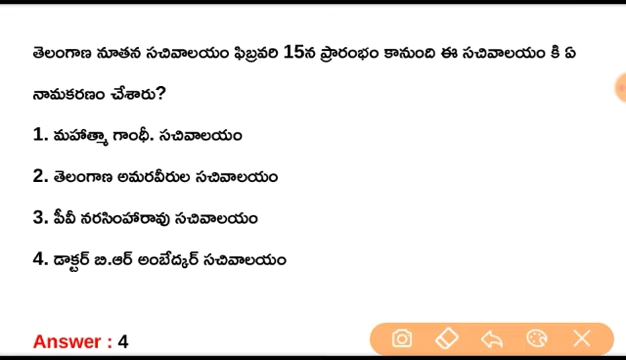 తెలంగాణ నూతన సచివాలయం ఫిబ్రవరి 15న ప్రారంభం కానుంది ఈ సచివాలయం కి ఏ
నామకరణం చేశారు?
1. మహాత్మా గాంధీ. సచివాలయం
2. తెలంగాణ అమరవీరుల సచివాలయం
3. పీవీ నరసింహారావు సచివాలయం
4. డాక్టర్ బి.ఆర్ అంబేద్కర్ సచివాలయం
Answer : 4